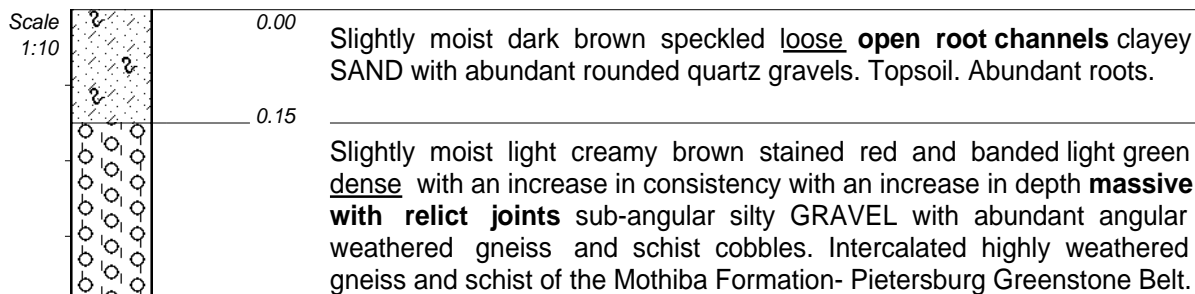 Scale
1:10
0.00
Slightly moist dark brown speckled loose open root channels clayey
SAND with abundant rounded quartz gravels. Topsoil. Abundant roots.
0.15
Slightly moist light creamy brown stained red and banded light green
dense with an increase in consistency with an increase in depth massive
with relict joints sub-angular silty GRAVEL with abundant angular
weathered gneiss and schist cobbles. Intercalated highly weathered
gneiss and schist of the Mothiba Formation- Pietersburg Greenstone Belt.